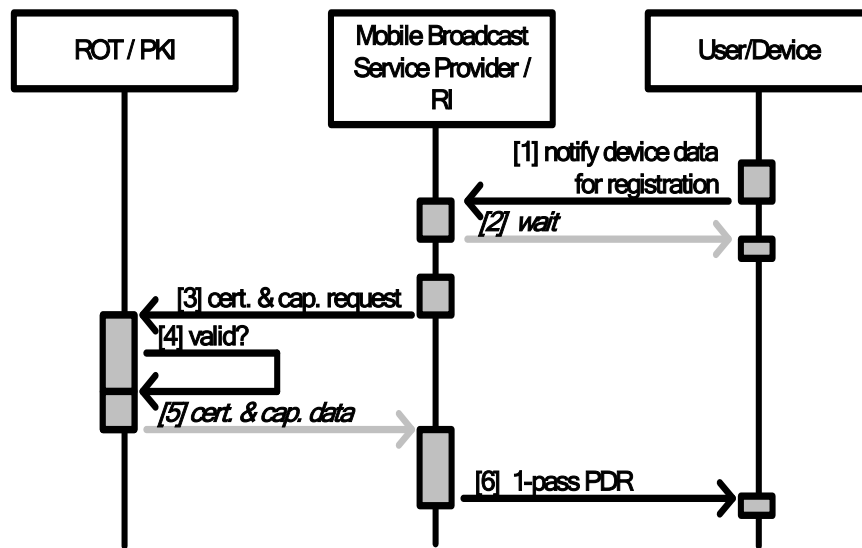 ROT / PKI
Mobile Broadcast
Service Provider /
RI
User/Device
[1] notify device data
for registration
[2] wait
[3] cert. & cap. request
[4] valid?
[5] cert. & cap. data
[6] 1-pass PDR